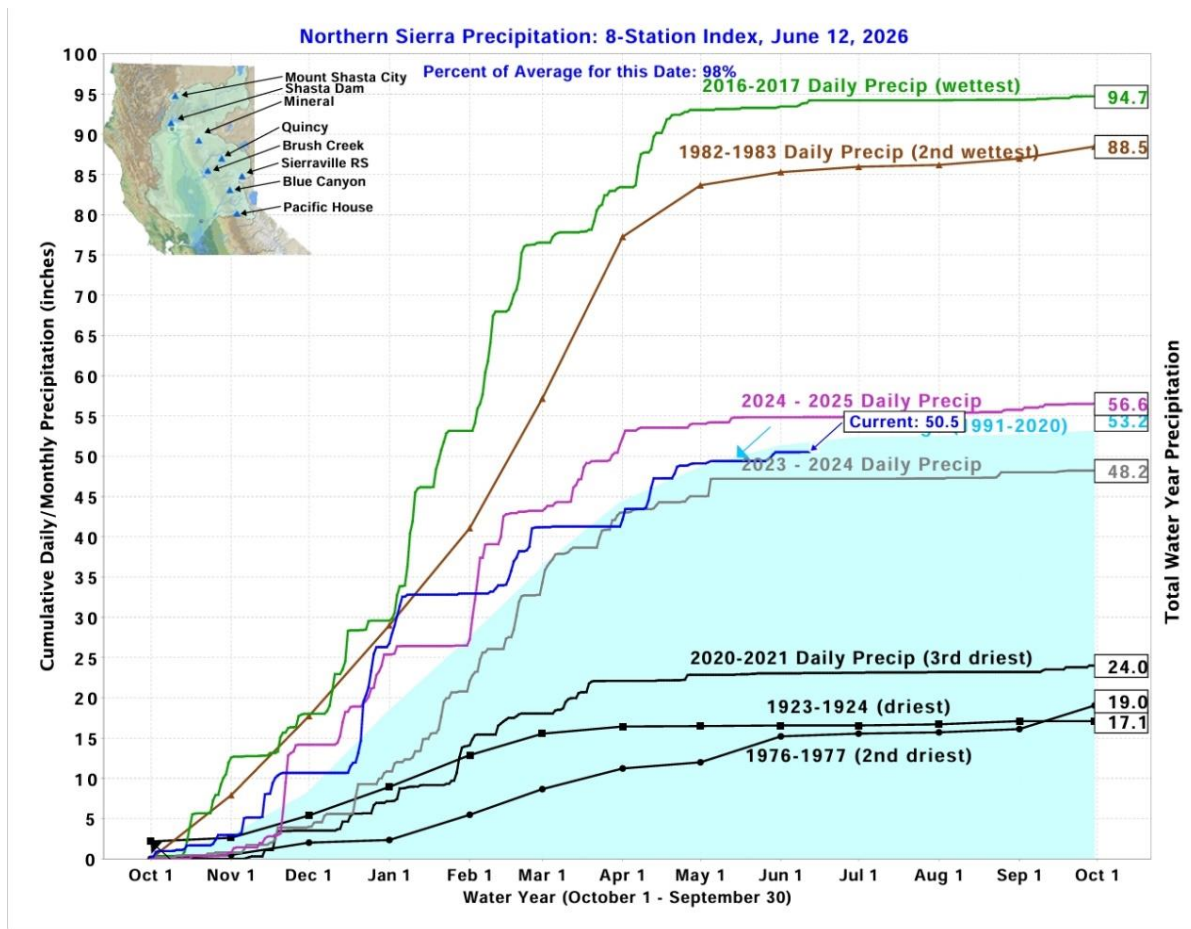 Northern Sierra Precipitation: 8-Station Index, June 12, 2026
Percent of Average for this Date: 98%
Mount Shasta City
Shasta Dam
Mineral
Quincy
Brush Creek
Sierraville RS
Blue Canyon
Pacific House
2016-2017 Daily Precip (wettest)
94.7
1982-1983 Daily Precip (2nd wettest)
88.5
2024 - 2025 Daily Precip
56.6
Current: 50.5
(1991-2020)
53.2
2023 - 2024 Daily Precip
48.2
2020-2021 Daily Precip (3rd driest)
24.0
1923-1924 (driest)
19.0
17.1
1976-1977 (2nd driest)
Cumulative Daily/Monthly Precipitation (inches)
Total Water Year Precipitation
100
95
90
85
80
75
70
65
60
55
50
45
40
35
30
25
20
15
10
5
0
Oct 1 Nov 1 Dec 1 Jan 1 Feb 1 Mar 1 Apr 1 May 1 Jun 1 Jul 1 Aug 1 Sep 1 Oct 1
Water Year (October 1 - September 30)